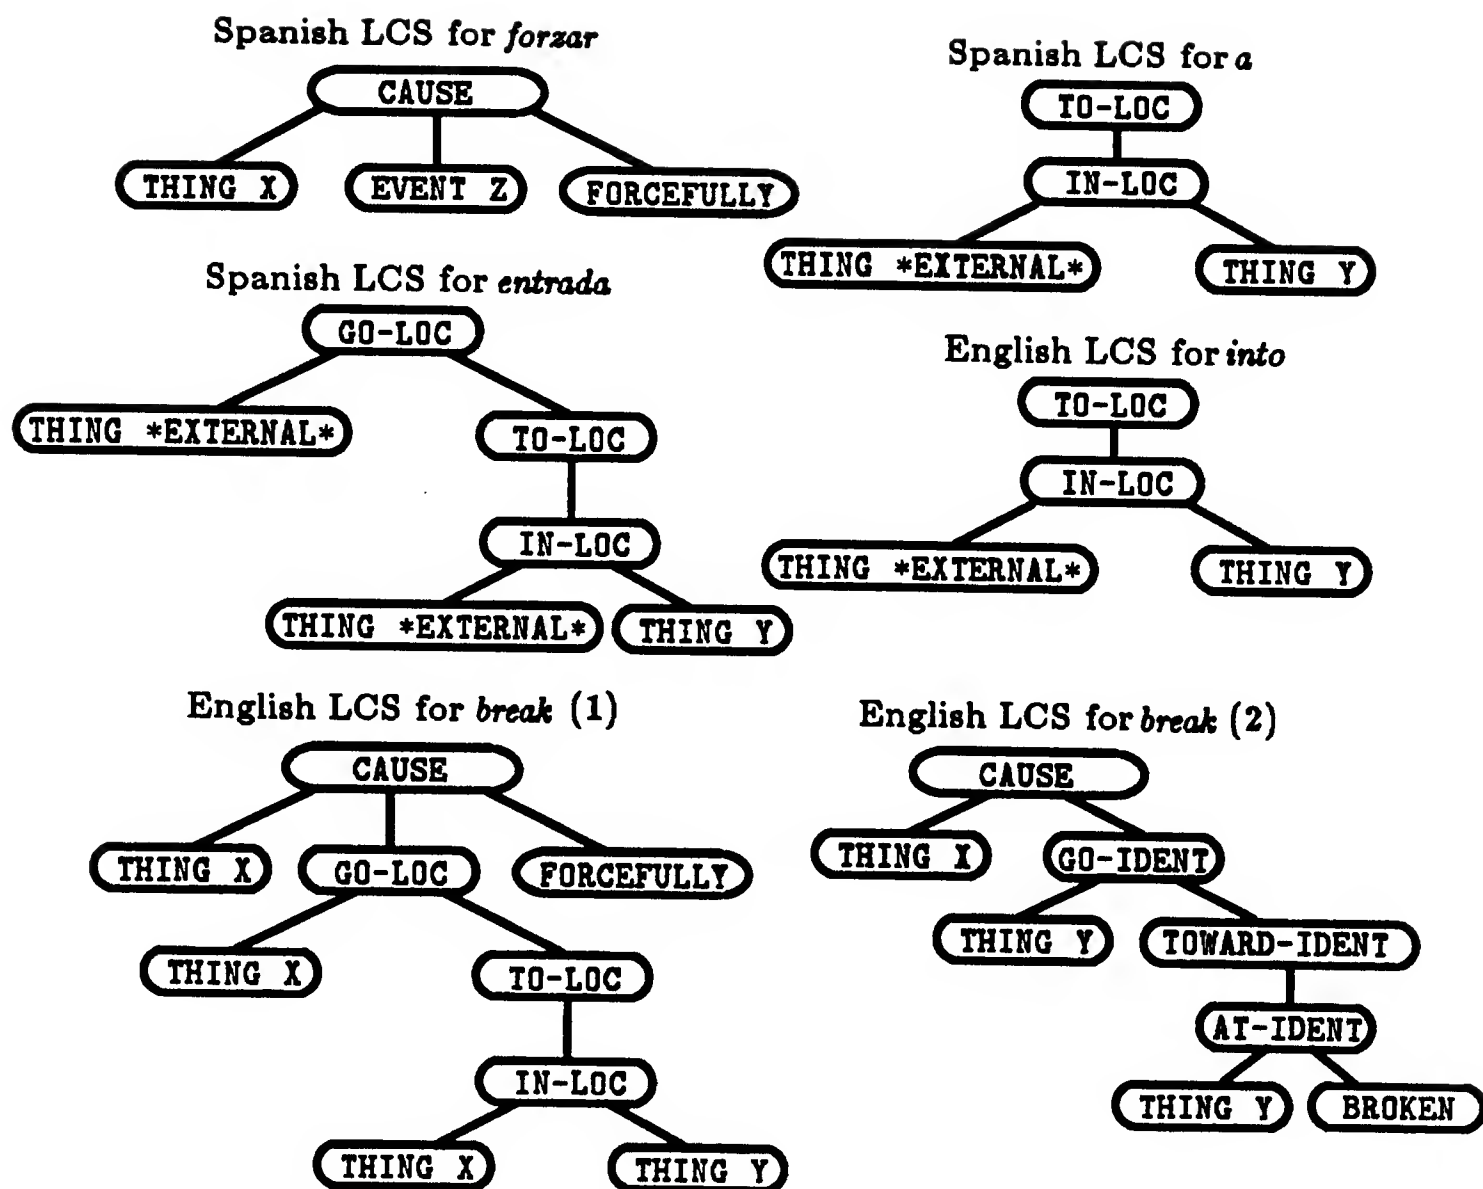 Spanish LCS for forzar
CAUSE
THING X
EVENT Z
FORCEFULLY
Spanish LCS for a
TO-LOC
IN-LOC
THING *EXTERNAL*
THING Y
Spanish LCS for entrada
GO-LOC
THING *EXTERNAL*
TO-LOC
IN-LOC
THING *EXTERNAL*
THING Y
English LCS for into
TO-LOC
IN-LOC
THING *EXTERNAL*
THING Y
English LCS for break (1)
CAUSE
THING X
GO-LOC
FORCEFULLY
THING X
TO-LOC
IN-LOC
THING X
THING Y
English LCS for break (2)
CAUSE
THING X
GO-IDENT
THING Y
TOWARD-IDENT
AT-IDENT
THING Y
BROKEN